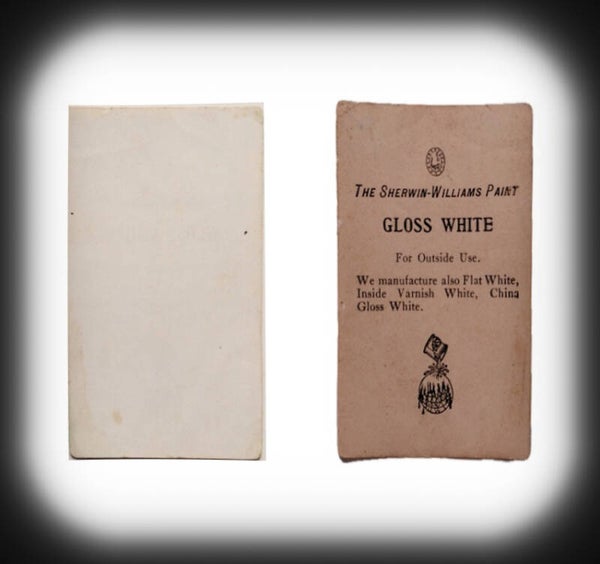 THE SHERWIN-WILLIAMS PAINT
GLOSS WHITE
For Outside Use.
We manufacture also Flat White,
Inside Varnish White, China
Gloss White.